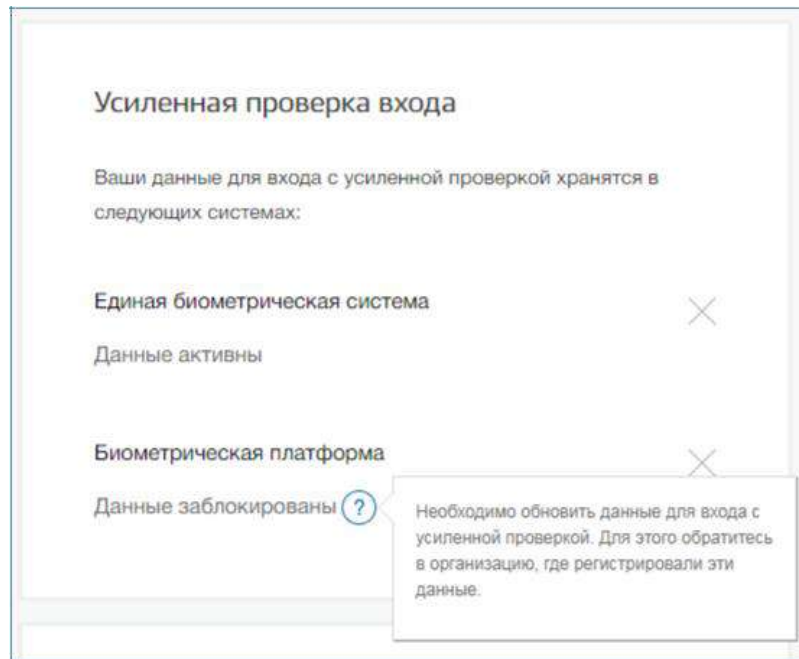 Усиленная проверка входа
Ваши данные для входа с усиленной проверкой хранятся в
следующих системах:
Единая биометрическая система
Данные активны
Биометрическая платформа
Данные заблокированы ?
Необходимо обновить данные для входа с
усиленной проверкой. Для этого обратитесь
в организацию, где регистрировали эти
данные.